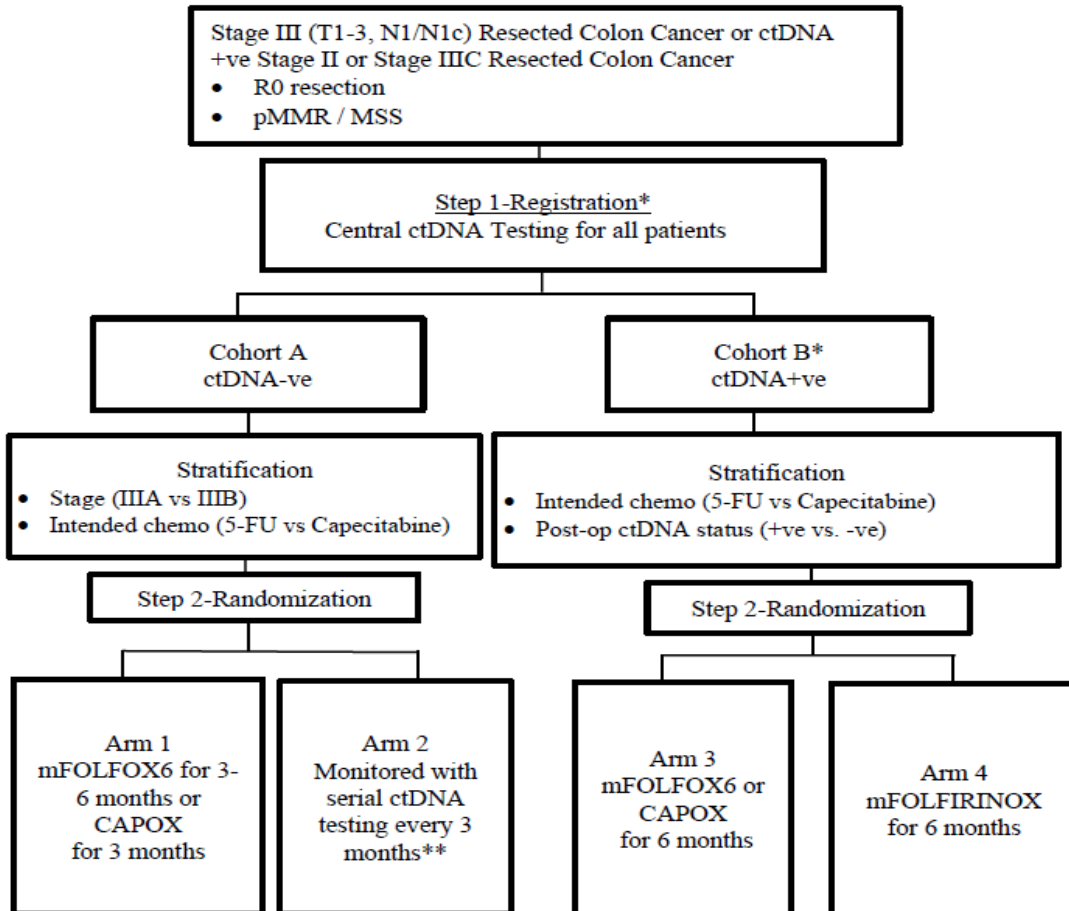 Stage III (T1-3, N1/N1c) Resected Colon Cancer or ctDNA
+ve Stage II or Stage IIIC Resected Colon Cancer
• R0 resection
• pMMR / MSS
Step 1-Registration*
Central ctDNA Testing for all patients
Cohort A
ctDNA-ve
Cohort B*
ctDNA+ve
Stratification
• Stage (IIIA vs IIIB)
• Intended chemo (5-FU vs Capecitabine)
Stratification
• Intended chemo (5-FU vs Capecitabine)
• Post-op ctDNA status (+ve vs. -ve)
Step 2-Randomization
Step 2-Randomization
Arm 1
mFOLFOX6 for 3-
6 months or
CAPOX
for 3 months
Arm 2
Monitored with
serial ctDNA
testing every 3
months**
Arm 3
mFOLFOX6 or
CAPOX
for 6 months
Arm 4
mFOLFIRINOX
for 6 months